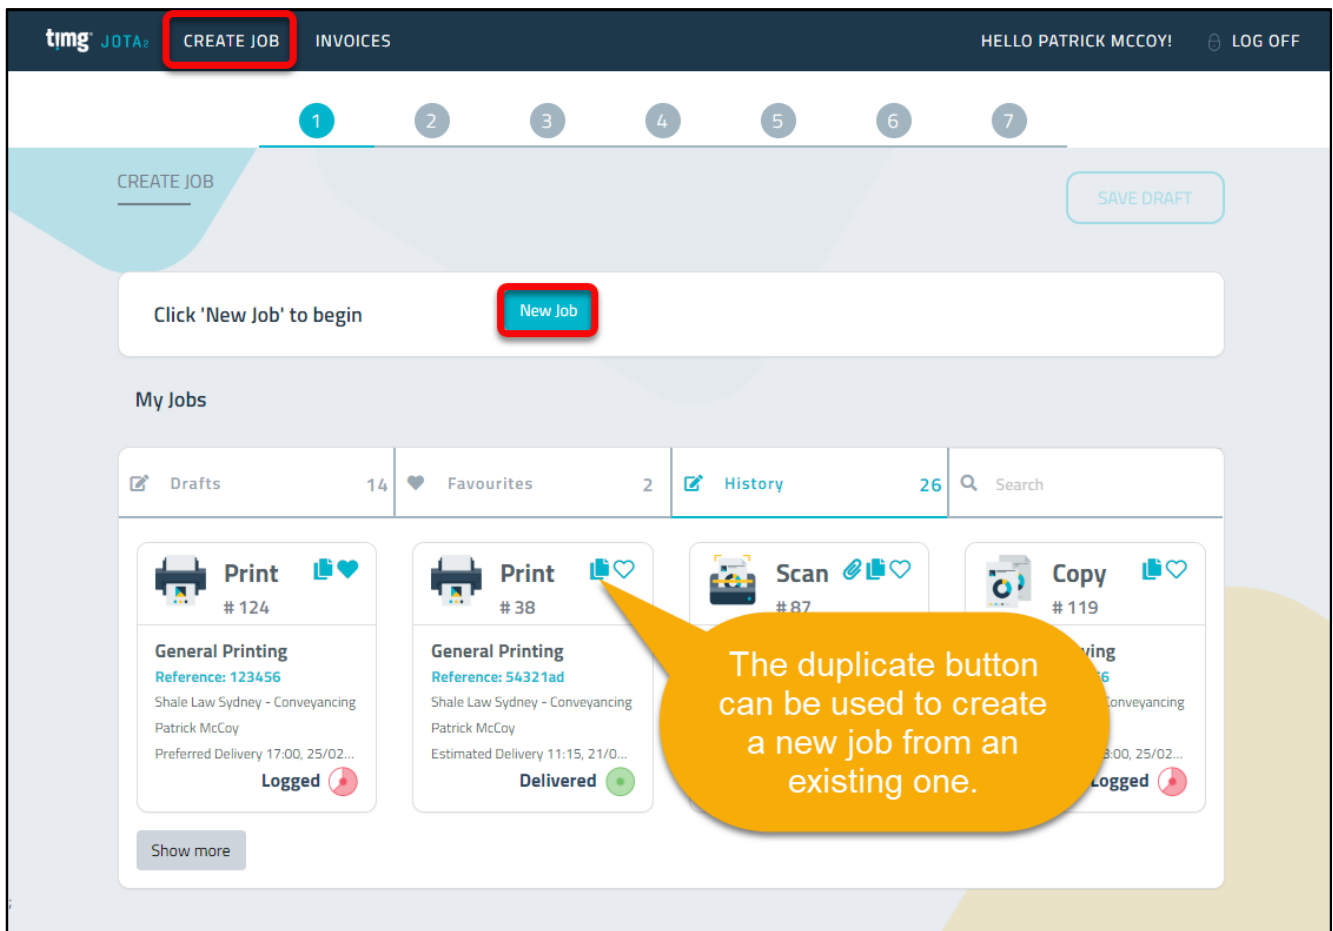 timg JOTA2 CREATE JOB INVOICES HELLO PATRICK MCCOY! LOG OFF
1 2 3 4 5 6 7
CREATE JOB
SAVE DRAFT
Click 'New Job' to begin
New Job
My Jobs
Drafts 14
Favourites 2
History 26
Search
Print
# 124
General Printing
Reference: 123456
Shale Law Sydney - Conveyancing
Patrick McCoy
Preferred Delivery 17:00, 25/02...
Logged
Print
# 38
General Printing
Reference: 54321ad
Shale Law Sydney - Conveyancing
Patrick McCoy
Estimated Delivery 11:15, 21/0...
Delivered
Scan
# 87
Copy
# 119
The duplicate button
can be used to create
a new job from an
existing one.
Conveyancing
:00, 25/02...
Logged
Show more
;